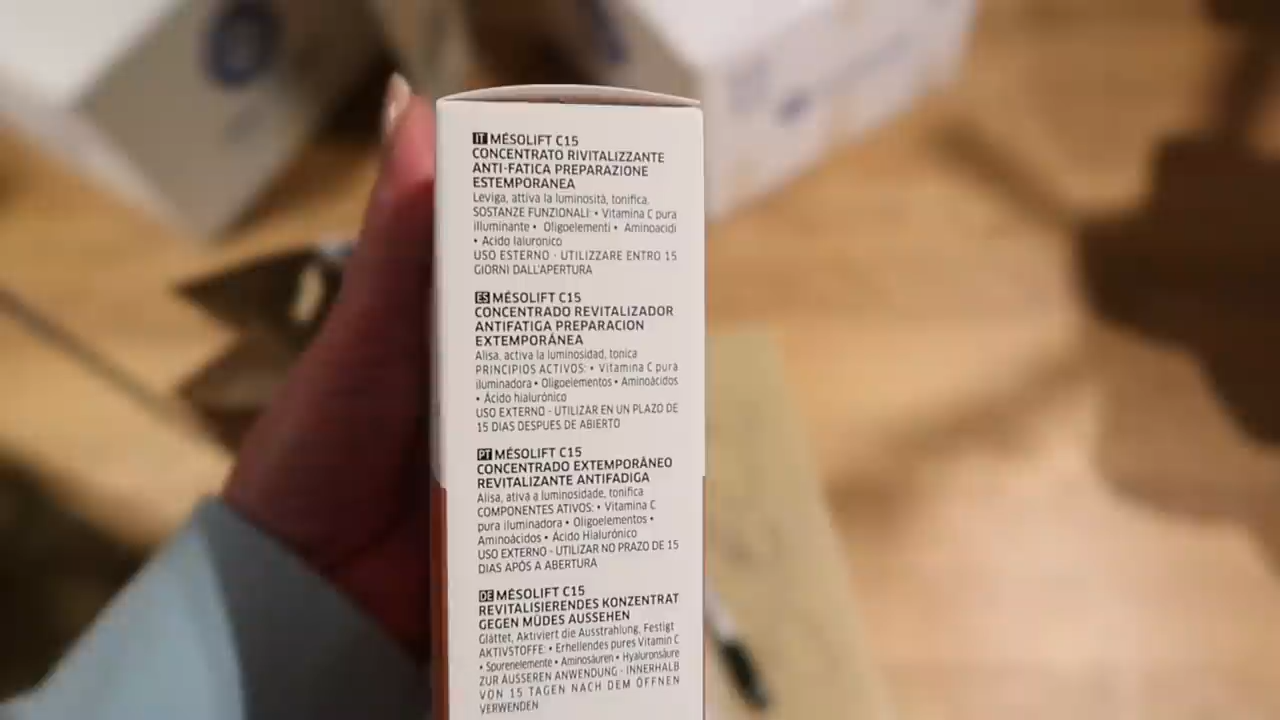 IT MÉSOLIFT C15
CONCENTRATO RIVITALIZZANTE
ANTI-FATICA PREPARAZIONE
ESTEMPORANEA
Leviga, attiva la luminosità, tonifica.
SOSTANZE FUNZIONALI: • Vitamina C pura
illuminante • Oligoelementi • Aminoacidi
• Acido Ialuronico
USO ESTERNO - UTILIZZARE ENTRO 15
GIORNI DALL'APERTURA
ES MÉSOLIFT C15
CONCENTRADO REVITALIZADOR
ANTIFATIGA PREPARACION
EXTEMPORÁNEA
Alisa, activa la luminosidad, tonica
PRINCIPIOS ACTIVOS: • Vitamina C pura
iluminadora • Oligoelementos • Aminoácidos
• Ácido hialurónico
USO EXTERNO - UTILIZAR EN UN PLAZO DE
15 DIAS DESPUES DE ABIERTO
PT MÉSOLIFT C15
CONCENTRADO EXTEMPORÂNEO
REVITALIZANTE ANTIFADIGA
Alisa, ativa a luminosidade, tonifica
COMPONENTES ATIVOS: • Vitamina C
pura iluminadora • Oligoelementos •
Aminoácidos • Ácido Hialurónico
USO EXTERNO - UTILIZAR NO PRAZO DE 15
DIAS APÓS A ABERTURA
DE MÉSOLIFT C15
REVITALISIERENDES KONZENTRAT
GEGEN MÜDES AUSSEHEN
Glättet, Aktiviert die Ausstrahlung, Festigt
AKTIVSTOFFE: • Erhellendes pures Vitamin C
• Spurenelemente • Aminosäuren • Hyaluronsäure
ZUR ÄUSSEREN ANWENDUNG - INNERHALB
VON 15 TAGEN NACH DEM ÖFFNEN
VERWENDEN